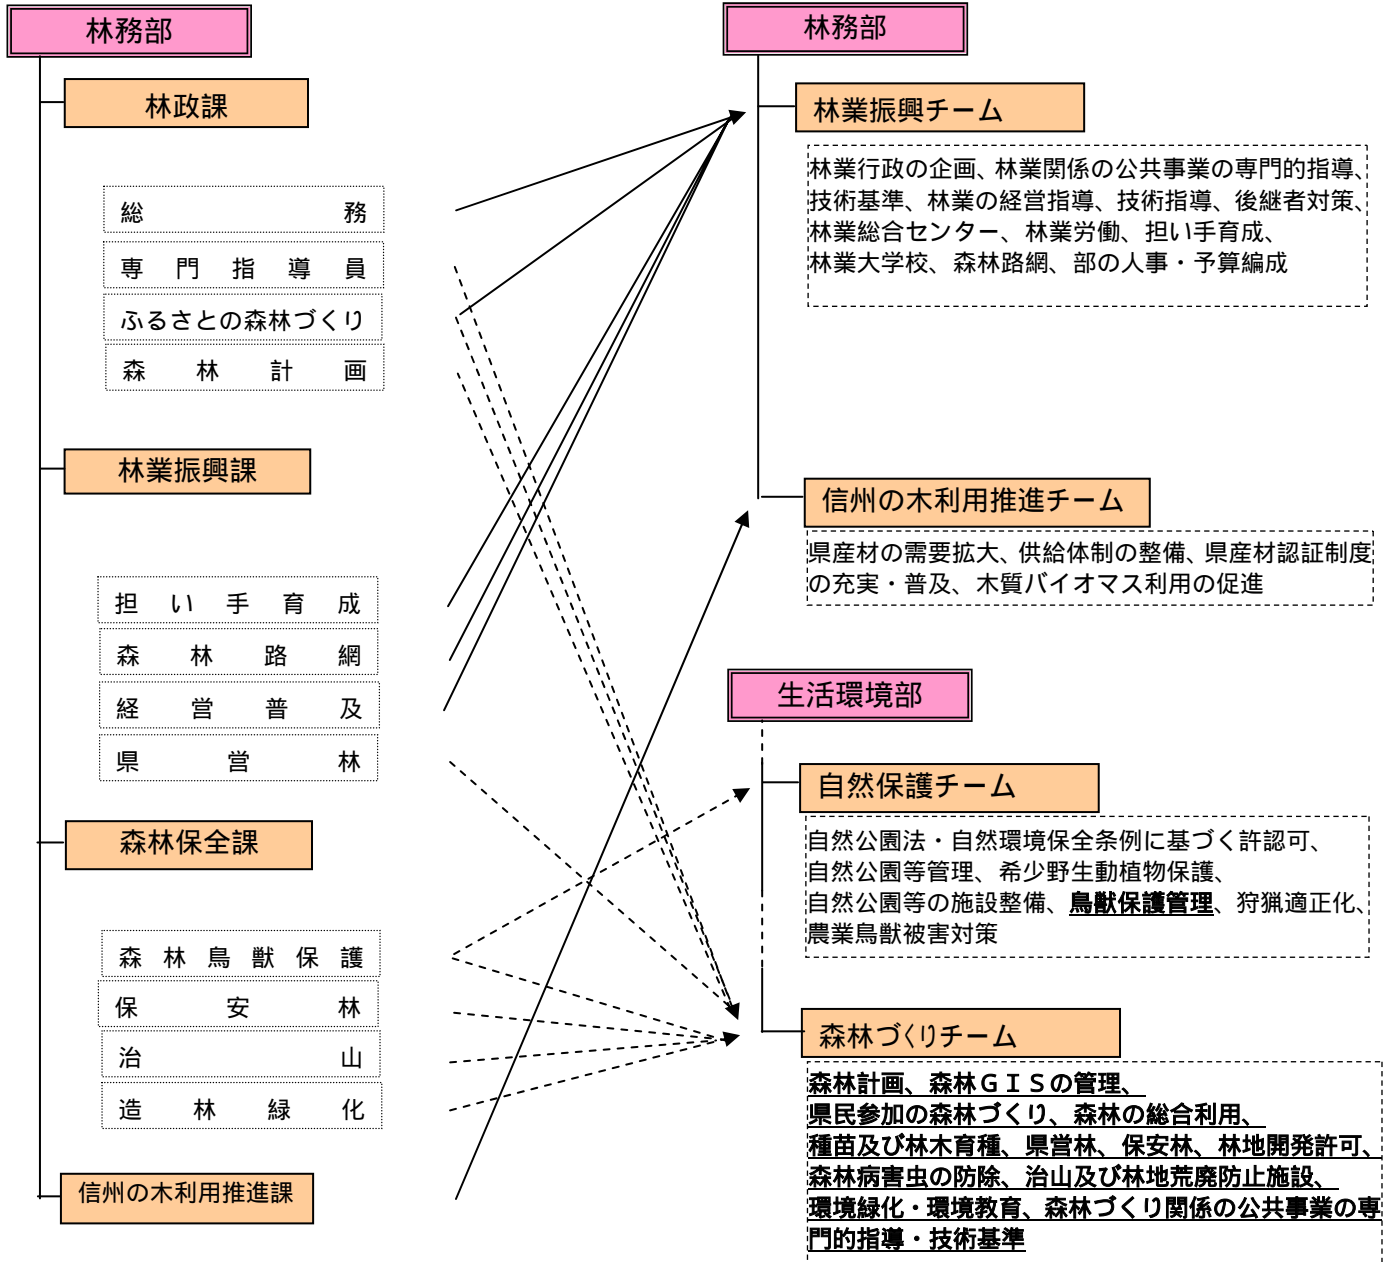 林務部
林政課
総務
専門指導員
ふるさとの森林づくり
森林計画
林業振興課
担い手育成
森林路網
経営普及
県営林
森林保全課
森林鳥獣保護
保安林
治山
造林緑化
信州の木利用推進課
林務部
林業振興チーム
林業行政の企画、林業関係の公共事業の専門的指導、
技術基準、林業の経営指導、技術指導、後継者対策、
林業総合センター、林業労働、担い手育成、
林業大学校、森林路網、部の人事・予算編成
信州の木利用推進チーム
県産材の需要拡大、供給体制の整備、県産材認証制度
の充実・普及、木質バイオマス利用の促進
生活環境部
自然保護チーム
自然公園法・自然環境保全条例に基づく許認可、
自然公園等管理、希少野生動植物保護、
自然公園等の施設整備、鳥獣保護管理、狩猟適正化、
農業鳥獣被害対策
森林づくりチーム
森林計画、森林ＧＩＳの管理、
県民参加の森林づくり、森林の総合利用、
種苗及び林木育種、県営林、保安林、林地開発許可、
森林病害虫の防除、治山及び林地荒廃防止施設、
環境緑化・環境教育、森林づくり関係の公共事業の専
門的指導・技術基準